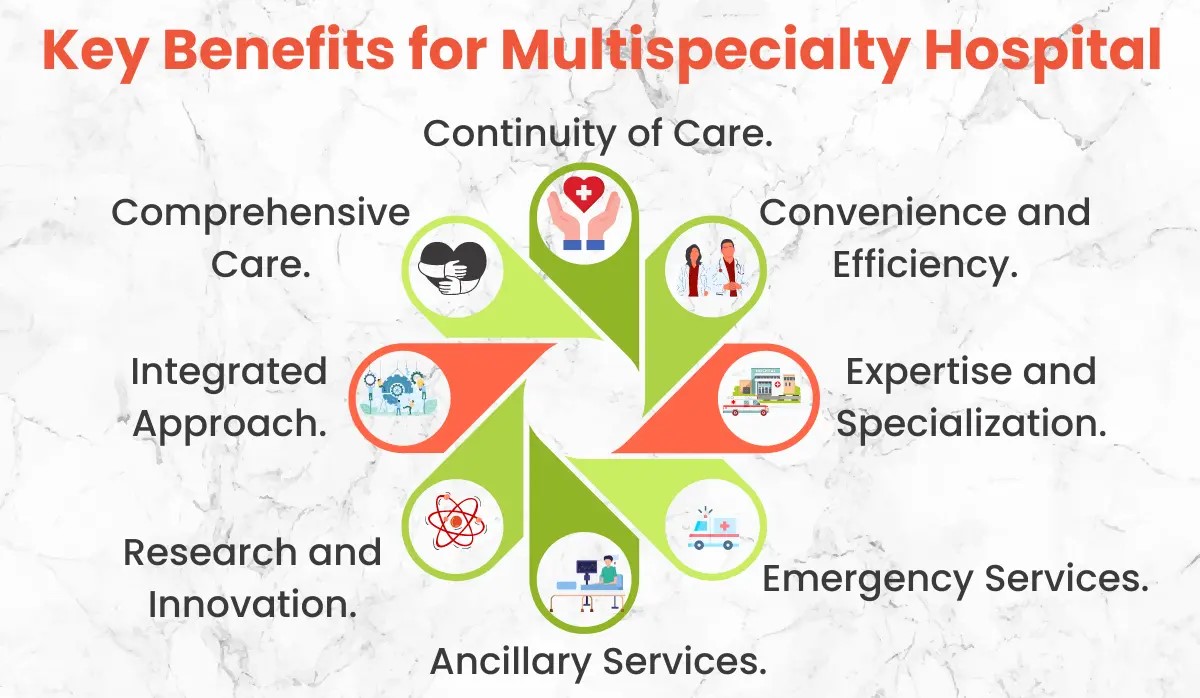 Key Benefits for Multispecialty Hospital
Continuity of Care.
Comprehensive
Care.
Convenience and
Efficiency.
Integrated
Approach.
Expertise and
Specialization.
Research and
Innovation.
Emergency Services.
Ancillary Services.